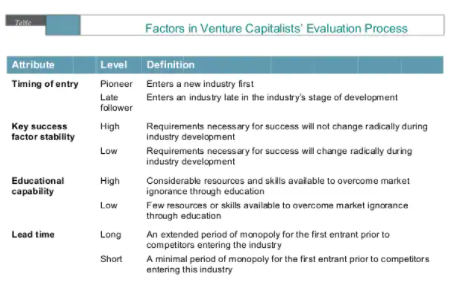 Table
Factors in Venture Capitalists' Evaluation Process
Attribute Level Definition
Timing of entry Pioneer Enters a new industry first
Late follower Enters an industry late in the industry's stage of development
Key success factor stability High Requirements necessary for success will not change radically during industry development
Low Requirements necessary for success will change radically during industry development
Educational capability High Considerable resources and skills available to overcome market ignorance through education
Low Few resources or skills available to overcome market ignorance through education
Lead time Long An extended period of monopoly for the first entrant prior to competitors entering the industry
Short A minimal period of monopoly for the first entrant prior to competitors entering this industry